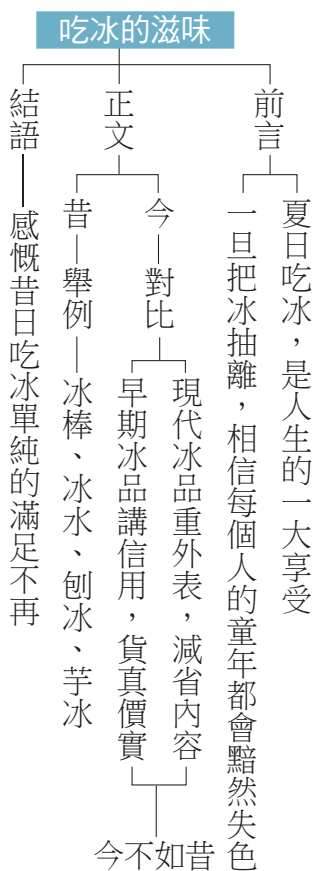 吃冰的滋味
前言
夏日吃冰，是人生的一大享受
一旦把冰抽離，相信每個人的童年都會黯然失色
正文
今
對比
現代冰品重外表，減省內容
早期冰品講信用，貨真價實
今不如昔
昔
舉例
冰棒、冰水、刨冰、芋冰
結語
感慨昔日吃冰單純的滿足不再